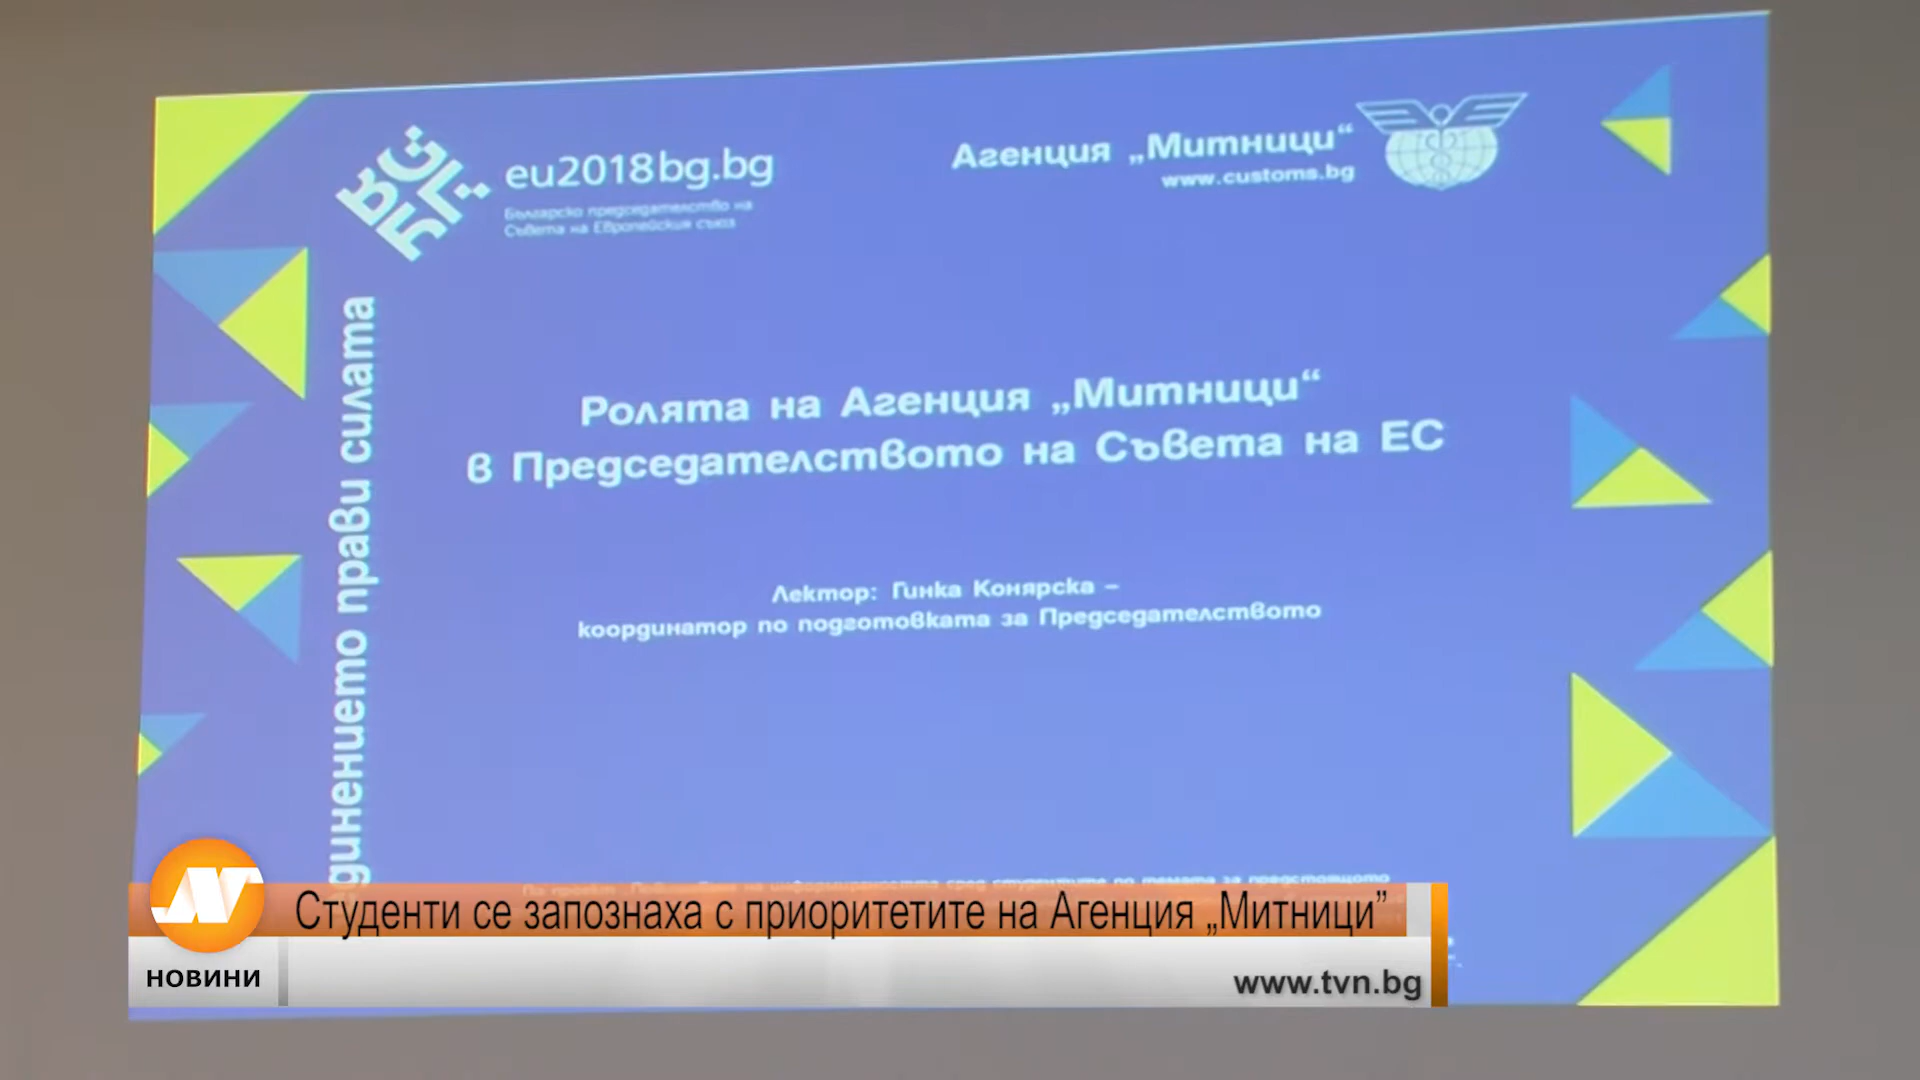 eu2018bg.bg
Българско председателство на
Съвета на Европейския съюз
Агенция „Митници“
www.customs.bg
динението прави силата
Ролята на Агенция „Митници“
в Председателството на Съвета на ЕС
Лектор: Гинка Конярска –
координатор по подготовката за Председателството
Студенти се запознаха с приоритетите на Агенция „Митници”
НОВИНИ
www.tvn.bg